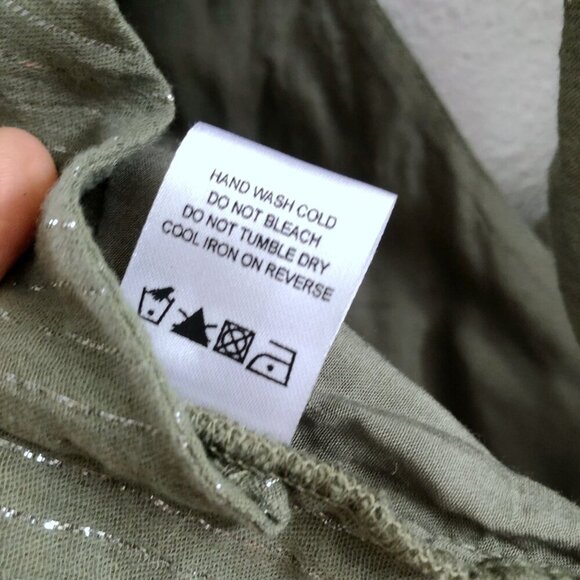 HAND WASH COLD
DO NOT BLEACH
DO NOT TUMBLE DRY
COOL IRON ON REVERSE